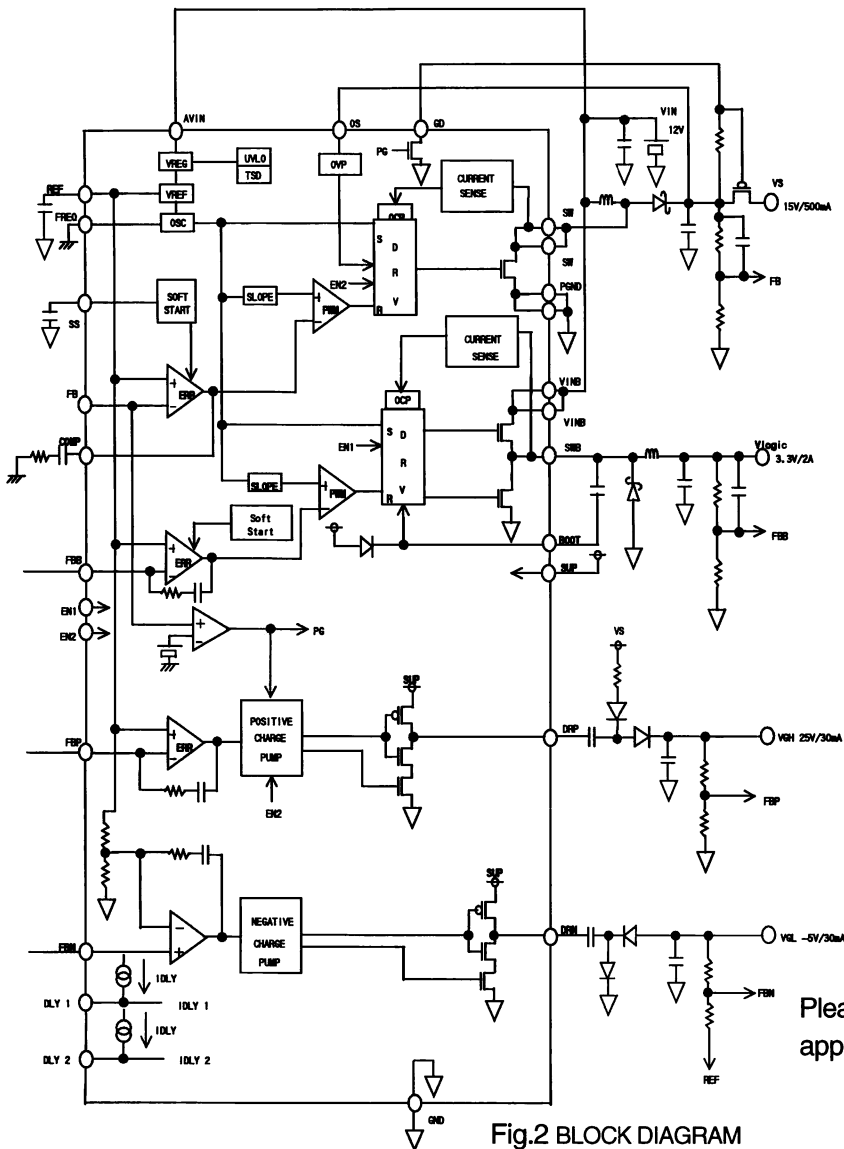 AVIN
OS
GD
VIN
12V
PG
VREG
UVLO
TSD
OVP
CURRENT
SENSE
VS
15V/500mA
REF
VREF
FREQ
OSC
OCP
SW
SW
S
D
R
V
R
EN2
SLOPE
PWM
PGND
FB
SOFT
START
SS
CURRENT
SENSE
ERR
VINB
VINB
FB
OCP
COMP
S
D
R
V
R
EN1
SWB
Vlogic
3.3V/2A
SLOPE
PWM
Soft
Start
ERR
FBB
BOOT
SUP
FBB
EN1
EN2
PG
VS
SUP
ERR
POSITIVE
CHARGE
PUMP
EN2
FBP
DRP
VGH 25V/30mA
FBP
SUP
NEGATIVE
CHARGE
PUMP
DRN
VGL -5V/30mA
FBN
IDLY
DLY 1
IDLY 1
IDLY
DLY 2
IDLY 2
FBN
REF
GND
Plea
app
Fig.2 BLOCK DIAGRAM